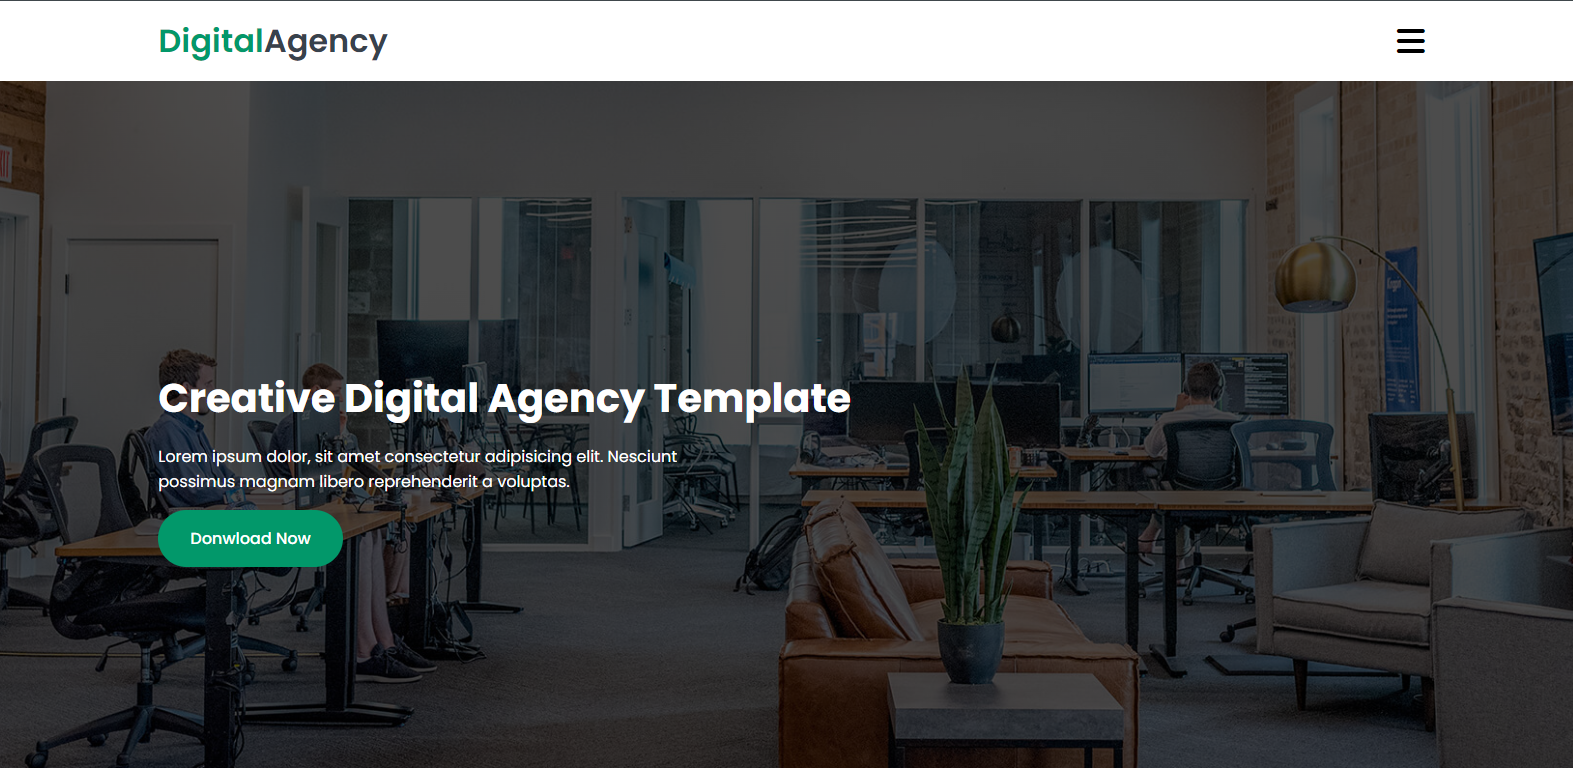 DigitalAgency
Creative Digital Agency Template
Lorem ipsum dolor, sit amet consectetur adipisicing elit. Nesciunt
possimus magnam libero reprehenderit a voluptas.
Donwload Now